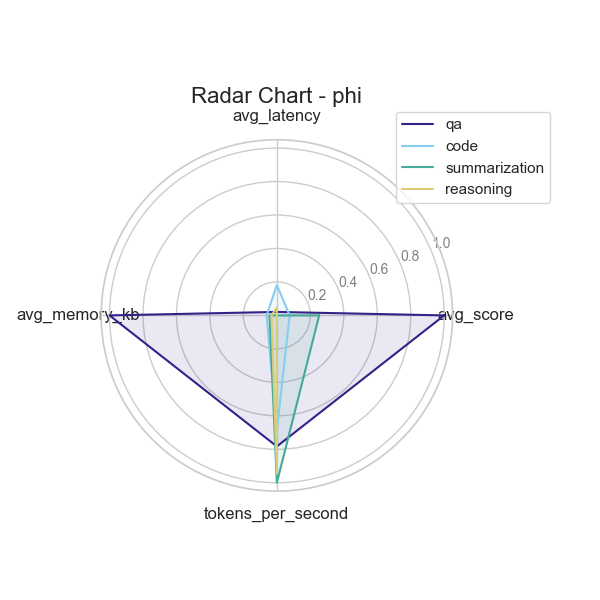 Radar Chart - phi
avg_latency
qa
code
summarization
reasoning
1.0
0.8
0.6
0.4
0.2
avg_memory_kb
avg_score
tokens_per_second